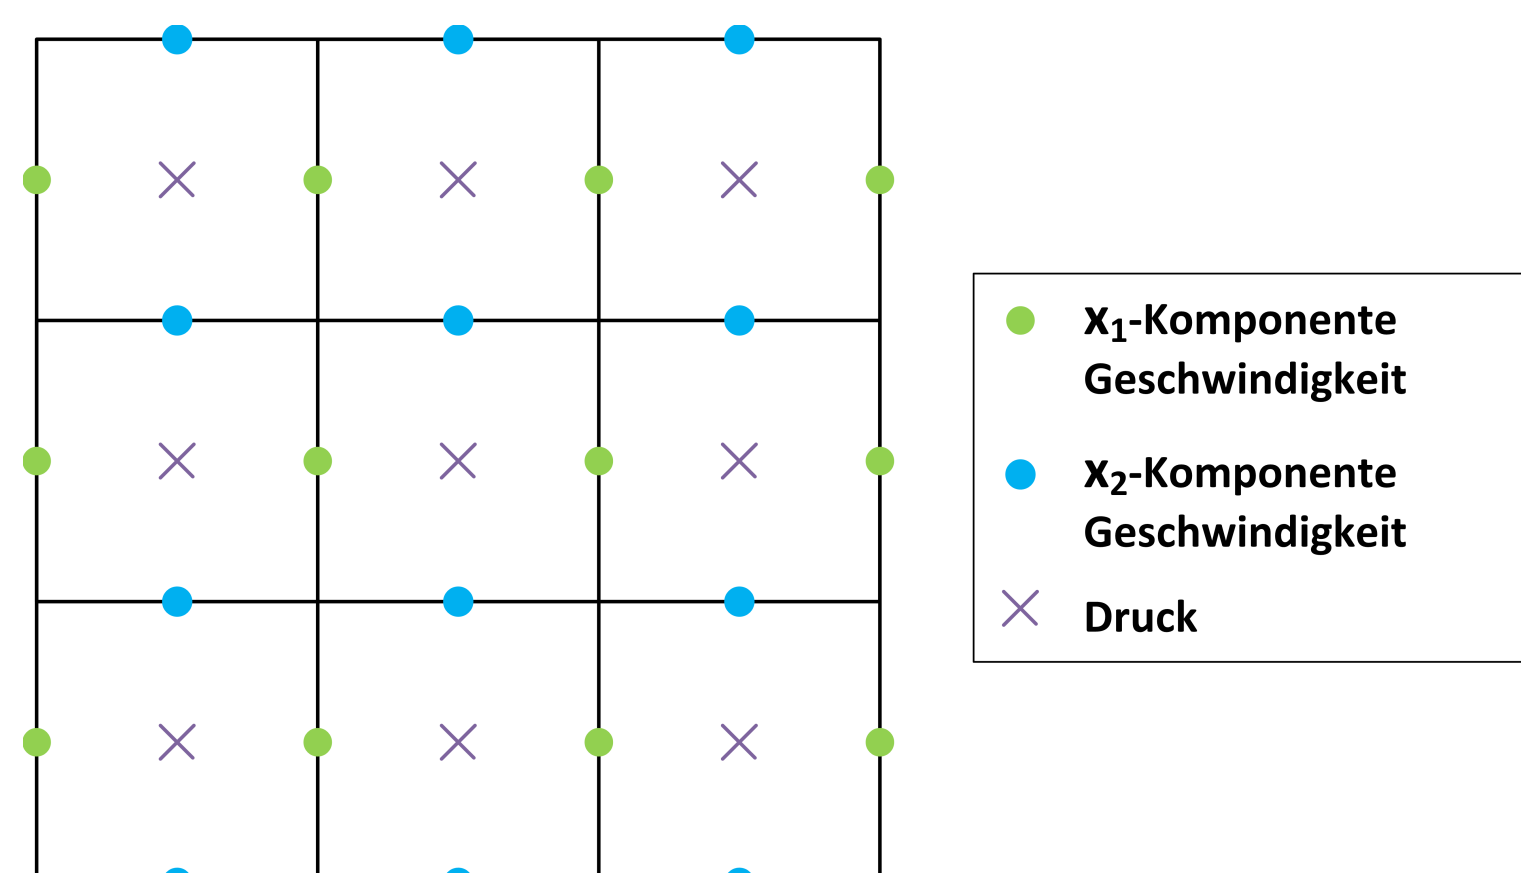 x₁-Komponente
Geschwindigkeit
x₂-Komponente
Geschwindigkeit
Druck